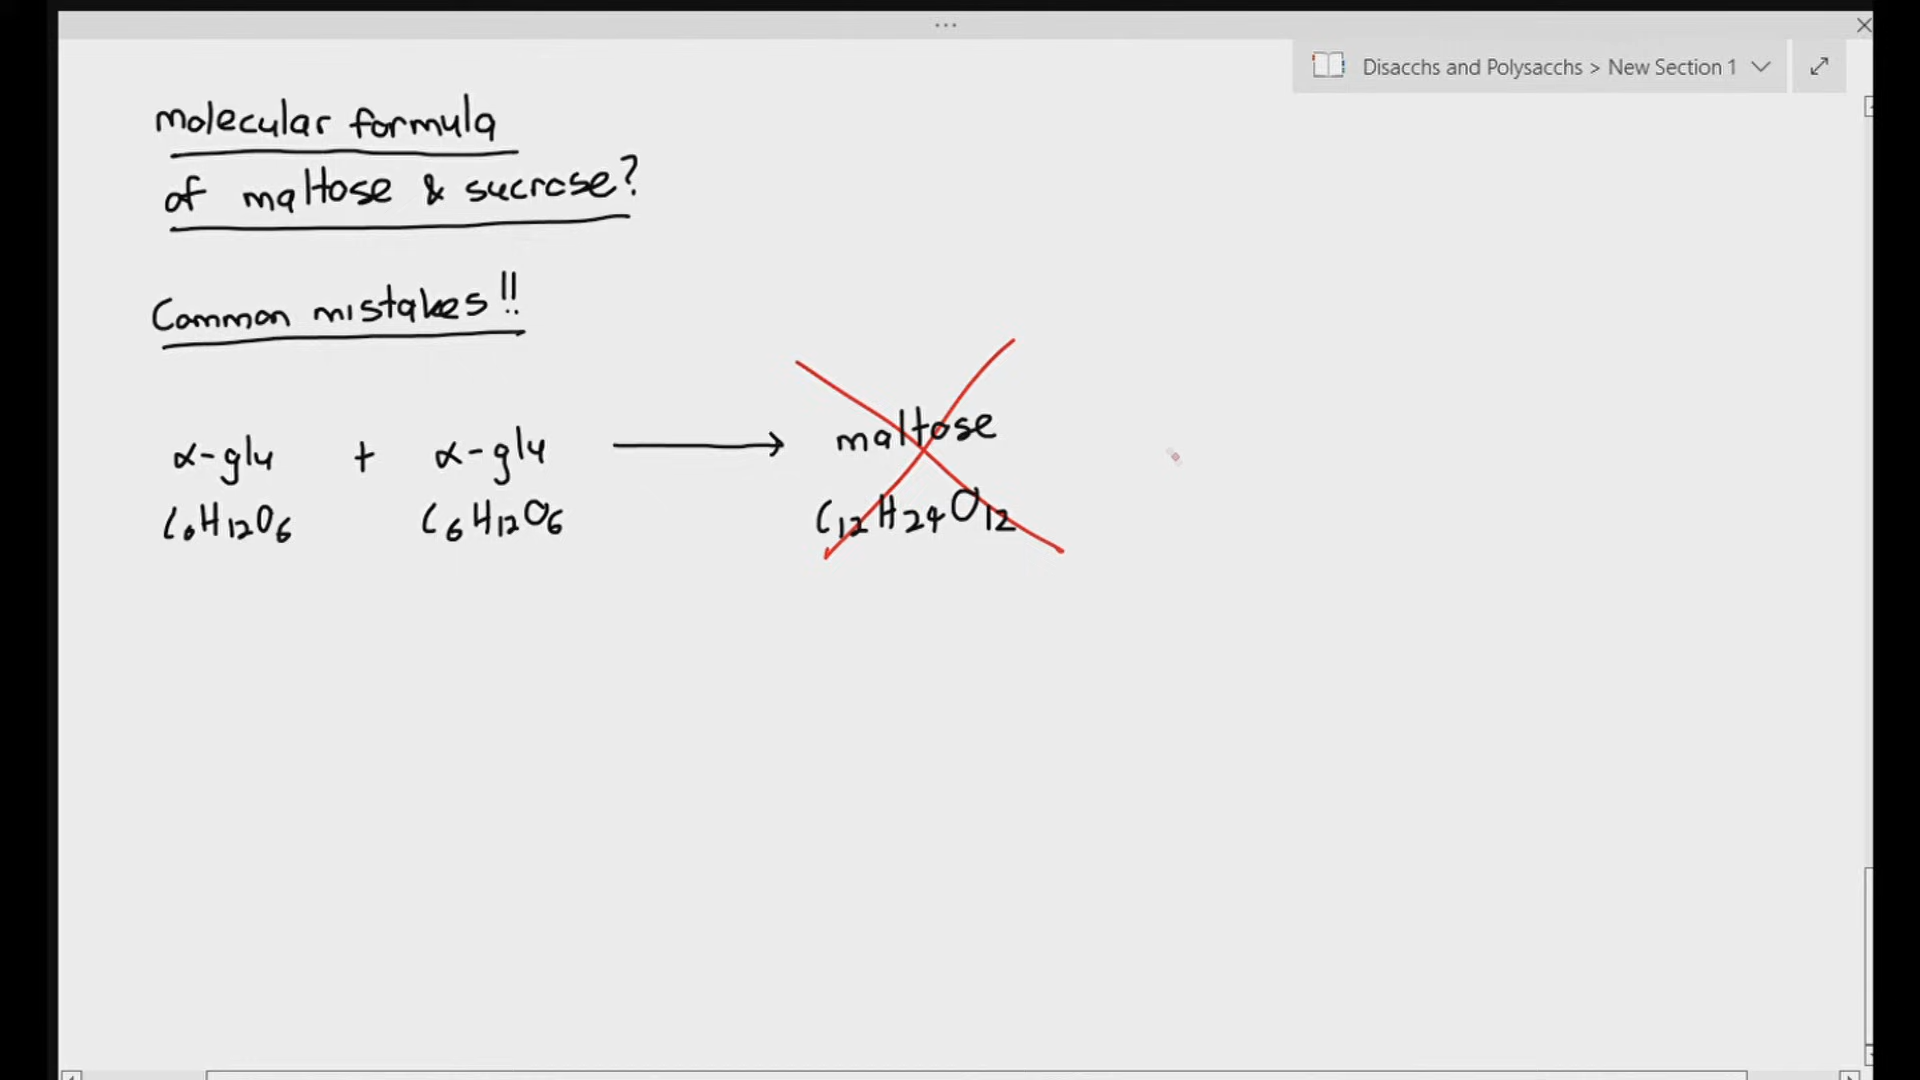 Disacchs and Polysacchs > New Section 1
molecular formula
of maltose & sucrose?
Common mistakes!!
α-glu + α-glu → maltose
C₆H₁₂O₆ C₆H₁₂O₆ C₁₂H₂₄O₁₂